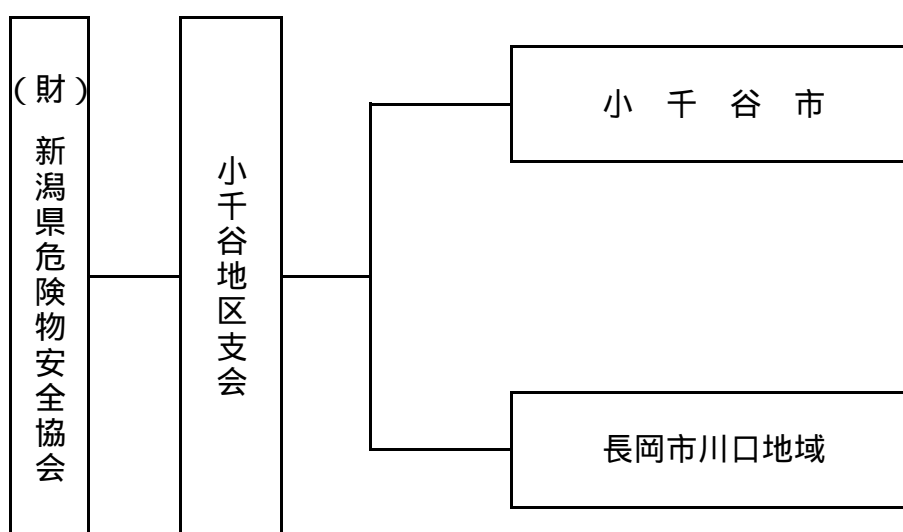 (財)新潟県危険物安全協会
小千谷地区支会
小 千 谷 市
長岡市川口地域